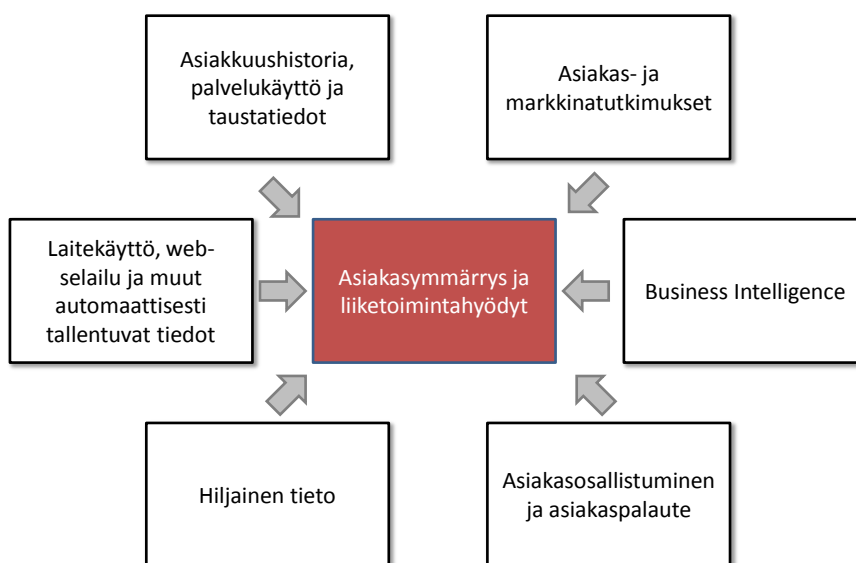 Asiakkuushistoria,
palvelukäyttö ja
taustatiedot
Asiakas- ja
markkinatutkimukset
Laitekäyttö, web-
selailu ja muut
automaattisesti
tallentuvat tiedot
Asiakasymmärrys ja
liiketoimintahyödyt
Business Intelligence
Hiljainen tieto
Asiakasosallistuminen
ja asiakaspalaute